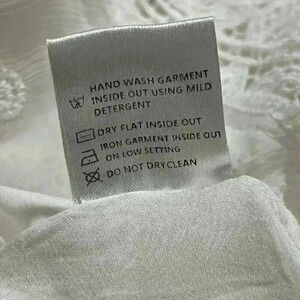 HAND WASH GARMENT
INSIDE OUT USING MILD
DETERGENT
DRY FLAT INSIDE OUT
IRON GARMENT INSIDE OUT
ON LOW SETTING
DO NOT DRYCLEAN